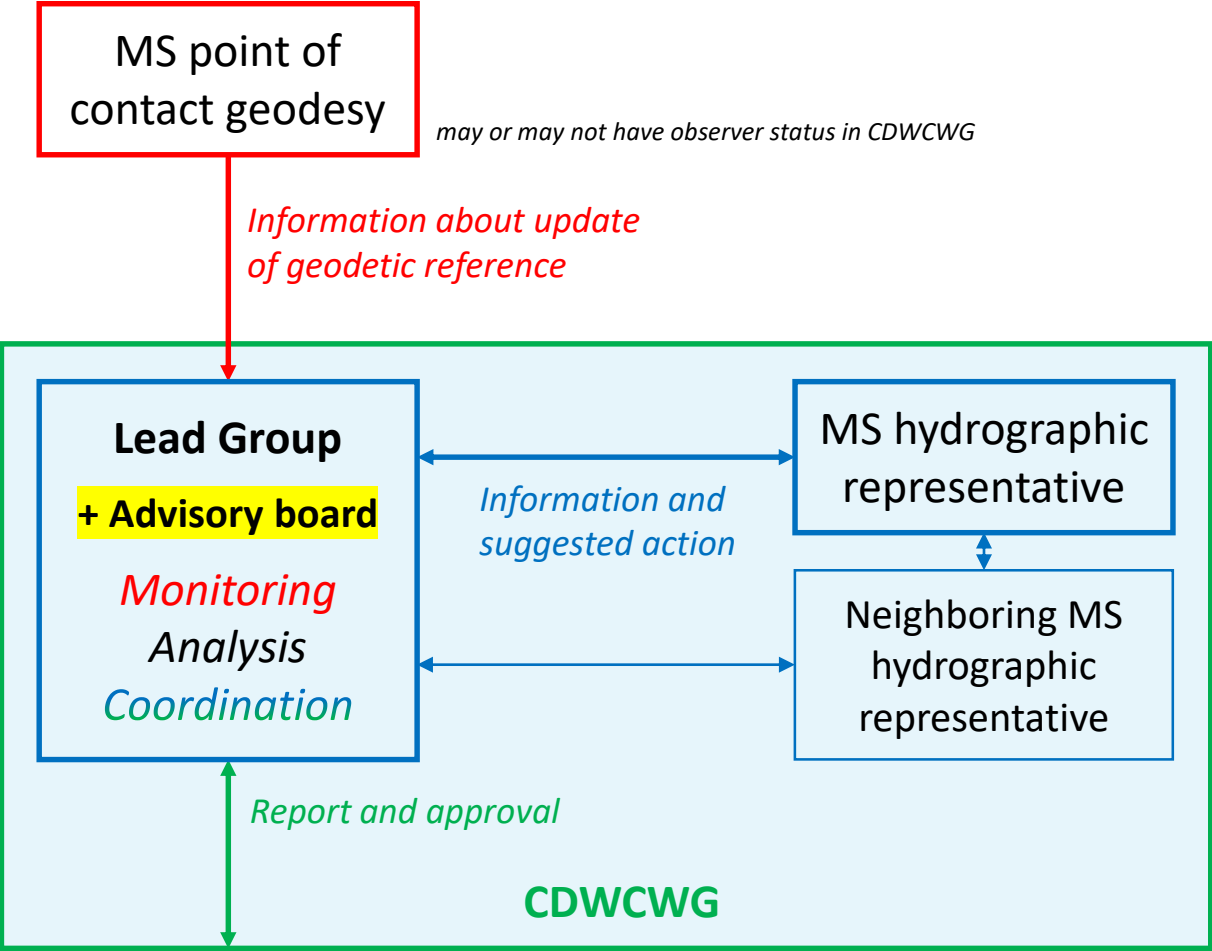 MS point of
contact geodesy
may or may not have observer status in CDWCWG
Information about update
of geodetic reference
Lead Group
+ Advisory board
Monitoring
Analysis
Coordination
Information and
suggested action
MS hydrographic
representative
Neighboring MS
hydrographic
representative
Report and approval
CDWCWG